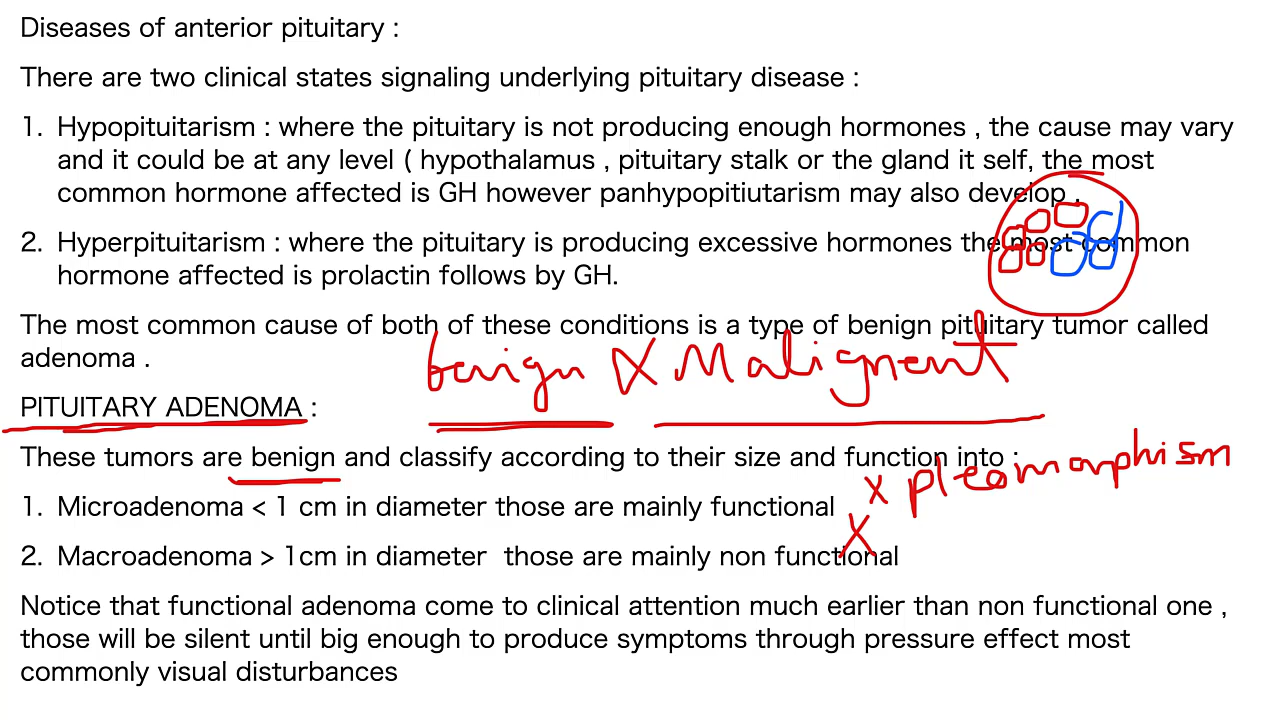 Diseases of anterior pituitary :
There are two clinical states signaling underlying pituitary disease :
1. Hypopituitarism : where the pituitary is not producing enough hormones , the cause may vary
and it could be at any level ( hypothalamus , pituitary stalk or the gland it self, the most
common hormone affected is GH however panhypopitiutarism may also develop .
2. Hyperpituitarism : where the pituitary is producing excessive hormones the most common
hormone affected is prolactin follows by GH.
The most common cause of both of these conditions is a type of benign pituitary tumor called
adenoma .
benign X Malignent
PITUITARY ADENOMA :
These tumors are benign and classify according to their size and function into :
x pleomorphism
1. Microadenoma < 1 cm in diameter those are mainly functional
X
2. Macroadenoma > 1cm in diameter those are mainly non functional
Notice that functional adenoma come to clinical attention much earlier than non functional one ,
those will be silent until big enough to produce symptoms through pressure effect most
commonly visual disturbances